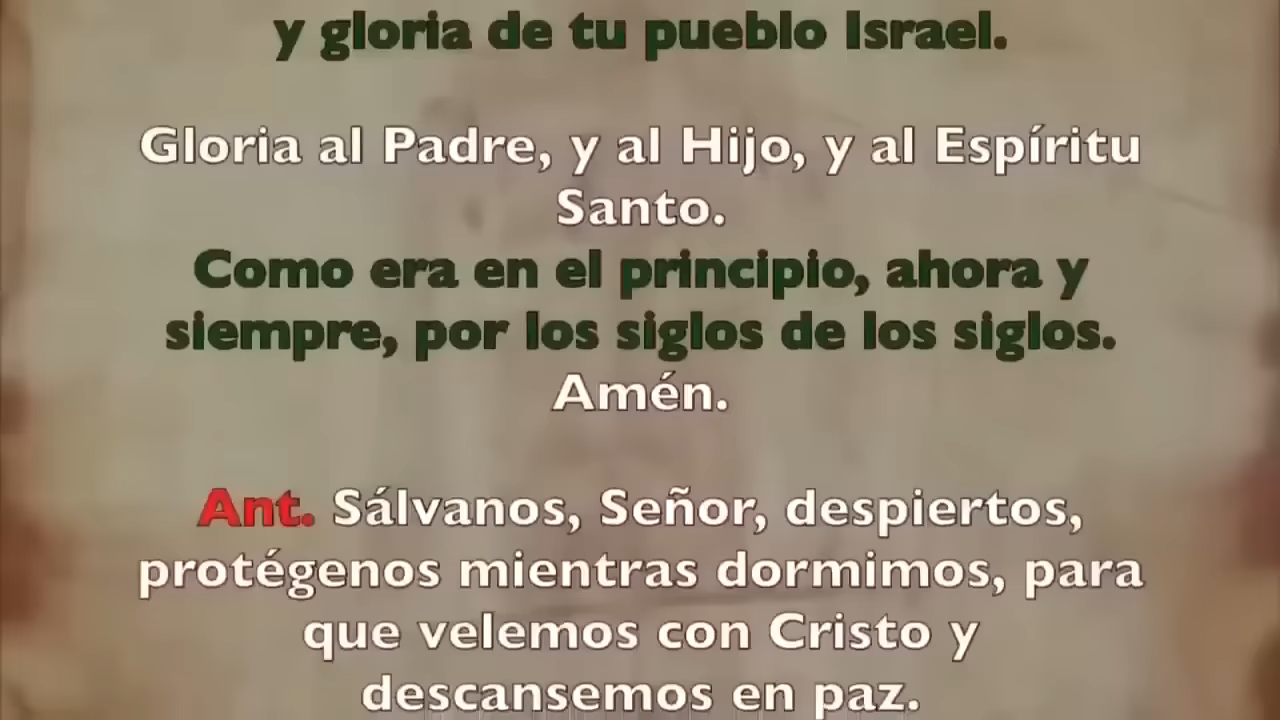 y gloria de tu pueblo Israel.
Gloria al Padre, y al Hijo, y al Espíritu
Santo.
Como era en el principio, ahora y
siempre, por los siglos de los siglos.
Amén.
Ant. Sálvanos, Señor, despiertos,
protégenos mientras dormimos, para
que velemos con Cristo y
descansemos en paz.